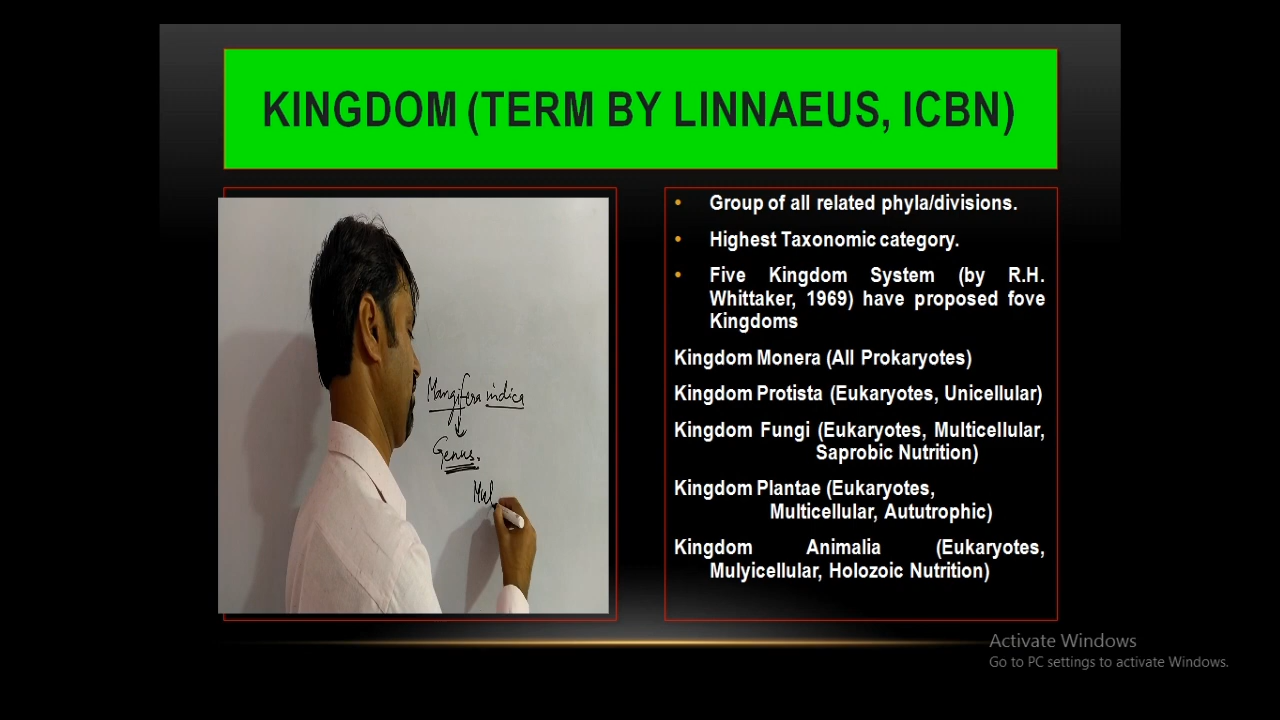 KINGDOM (TERM BY LINNAEUS, ICBN)
Mangifera indica
Genus.
• Group of all related phyla/divisions.
• Highest Taxonomic category.
• Five Kingdom System (by R.H.
Whittaker, 1969) have proposed fove
Kingdoms
Kingdom Monera (All Prokaryotes)
Kingdom Protista (Eukaryotes, Unicellular)
Kingdom Fungi (Eukaryotes, Multicellular,
Saprobic Nutrition)
Kingdom Plantae (Eukaryotes,
Multicellular, Aututrophic)
Kingdom Animalia (Eukaryotes,
Mulyicellular, Holozoic Nutrition)
Activate Windows
Go to PC settings to activate Windows.